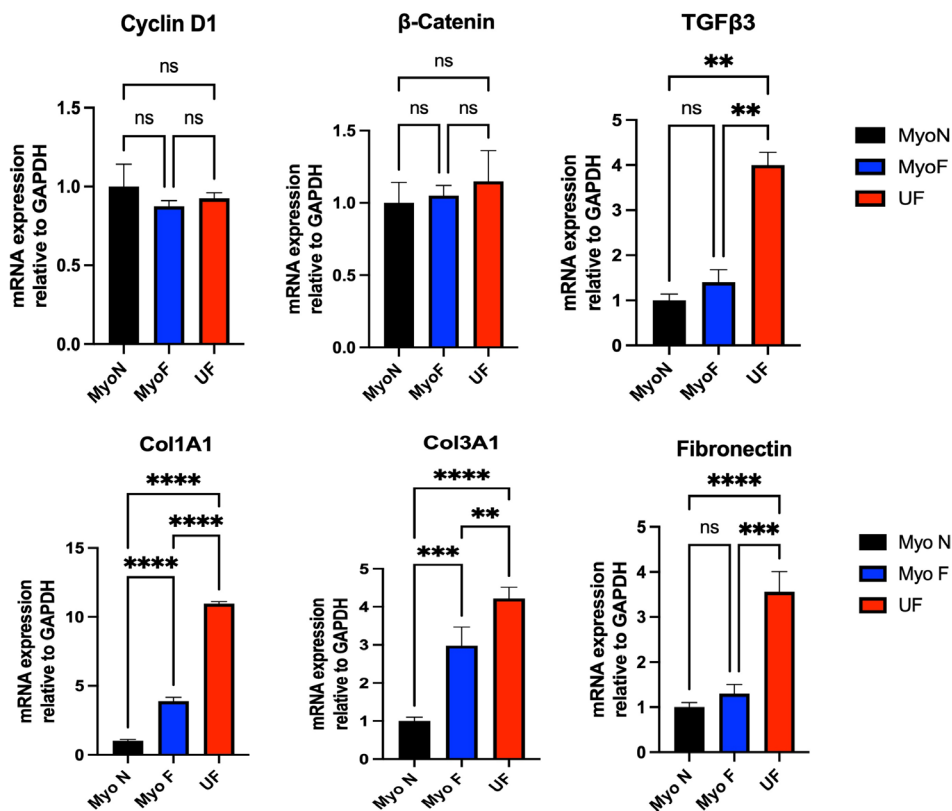 Cyclin D1
ns
ns
ns
mRNA expression
relative to GAPDH
1.5
1.0
0.5
0.0
MyoN
MyoF
UF
β-Catenin
ns
ns
ns
mRNA expression
relative to GAPDH
1.5
1.0
0.5
0.0
MyoN
MyoF
UF
TGFβ3
**
ns
**
mRNA expression
relative to GAPDH
5
4
3
2
1
0
MyoN
MyoF
UF
MyoN
MyoF
UF
Col1A1
****
****
****
mRNA expression
relative to GAPDH
15
10
5
0
Myo N
Myo F
UF
Col3A1
****
**
***
mRNA expression
relative to GAPDH
5
4
3
2
1
0
Myo N
Myo F
UF
Fibronectin
****
ns
***
mRNA expression
relative to GAPDH
5
4
3
2
1
0
Myo N
Myo F
UF
Myo N
Myo F
UF